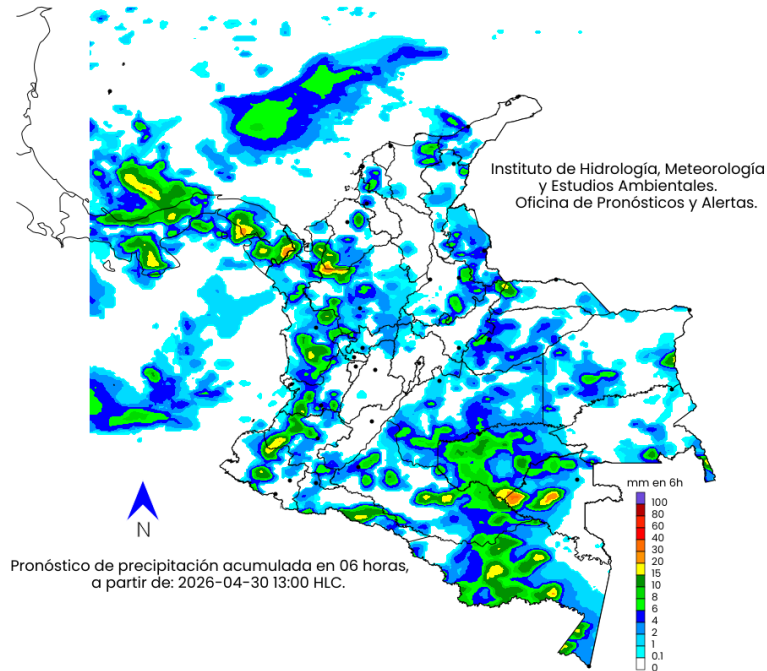 Instituto de Hidrología, Meteorología
y Estudios Ambientales.
Oficina de Pronósticos y Alertas.
mm en 6h
100
80
60
40
30
20
15
10
8
6
4
2
1
0.1
0
N
Pronóstico de precipitación acumulada en 06 horas,
a partir de: 2026-04-30 13:00 HLC.